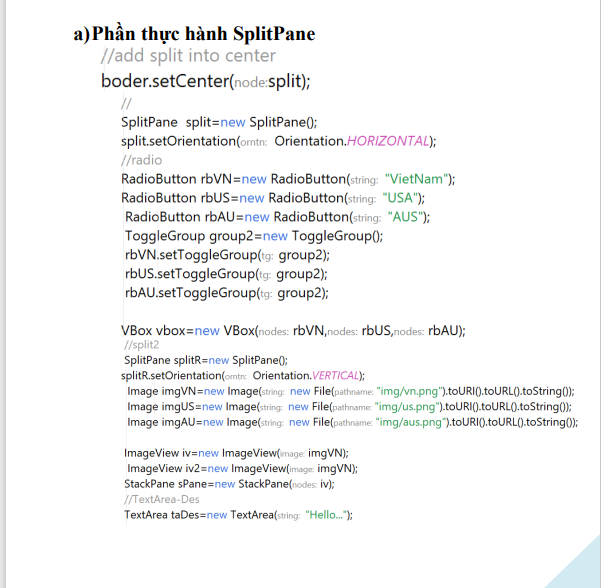 a)Phần thực hành SplitPane
//add split into center
boder.setCenter(node:split);
//
SplitPane split=new SplitPane();
split.setOrientation(orntn: Orientation.HORIZONTAL);
//radio
RadioButton rbVN=new RadioButton(string: "VietNam");
RadioButton rbUS=new RadioButton(string: "USA");
RadioButton rbAU=new RadioButton(string: "AUS");
ToggleGroup group2=new ToggleGroup();
rbVN.setToggleGroup(tg: group2);
rbUS.setToggleGroup(tg: group2);
rbAU.setToggleGroup(tg: group2);
VBox vbox=new VBox(nodes: rbVN,nodes: rbUS,nodes: rbAU);
//split2
SplitPane splitR=new SplitPane();
splitR.setOrientation(orntn: Orientation.VERTICAL);
Image imgVN=new Image(string: new File(pathname: "img/vn.png").toURI().toURL().toString());
Image imgUS=new Image(string: new File(pathname: "img/us.png").toURI().toURL().toString());
Image imgAU=new Image(string: new File(pathname: "img/aus.png").toURI().toURL().toString());
ImageView iv=new ImageView(image: imgVN);
ImageView iv2=new ImageView(image: imgVN);
StackPane sPane=new StackPane(nodes: iv);
//TextArea-Des
TextArea taDes=new TextArea(string: "Hello...");